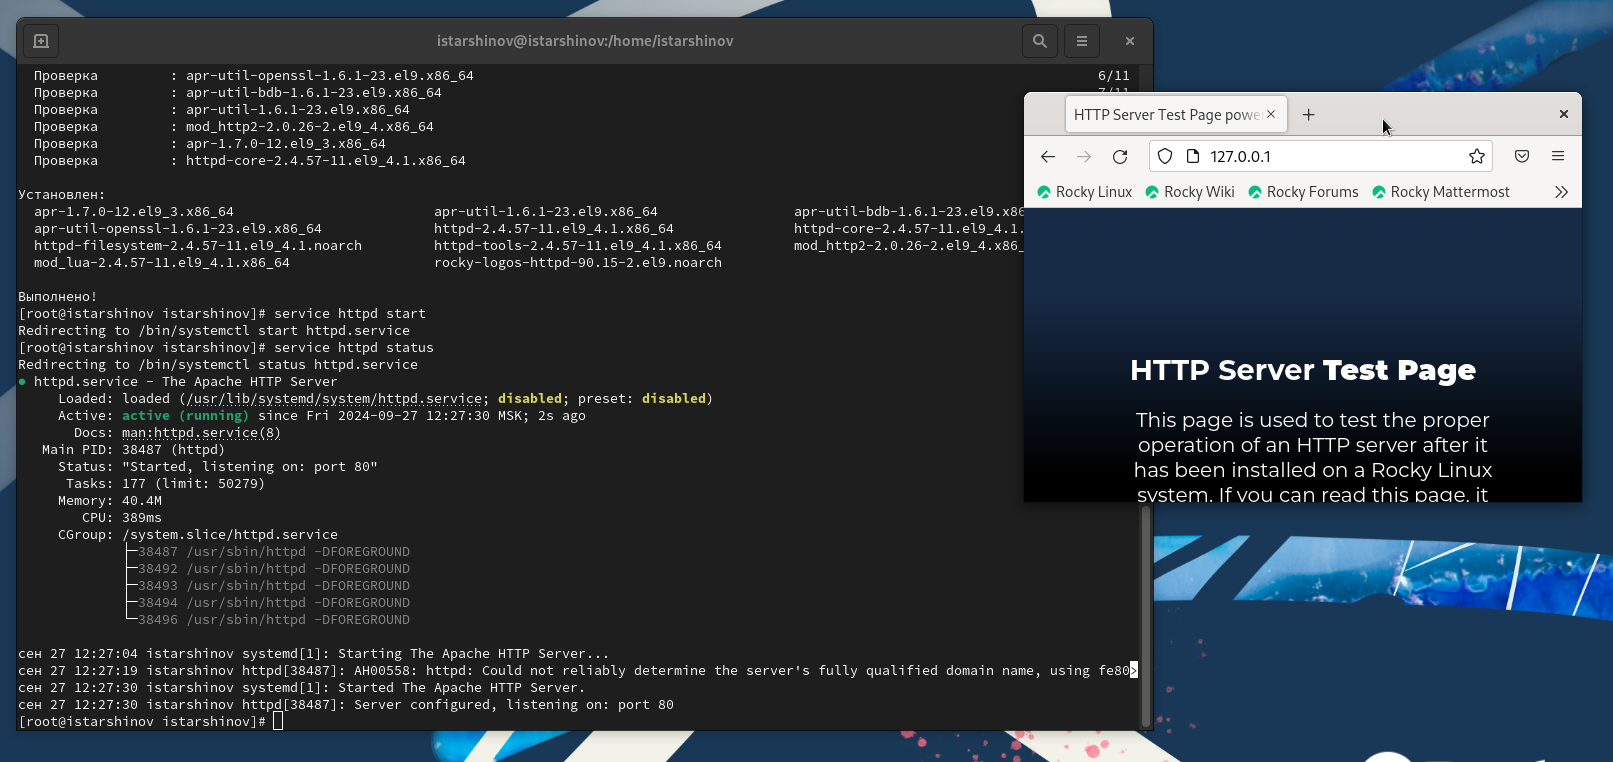 istarshinov@istarshinov:/home/istarshinov
Проверка : apr-util-openssl-1.6.1-23.el9.x86_64 6/11
Проверка : apr-util-bdb-1.6.1-23.el9.x86_64 7/11
Проверка : apr-util-1.6.1-23.el9.x86_64
Проверка : mod_http2-2.0.26-2.el9_4.x86_64
Проверка : apr-1.7.0-12.el9_3.x86_64
Проверка : httpd-core-2.4.57-11.el9_4.1.x86_64
Установлен:
apr-1.7.0-12.el9_3.x86_64 apr-util-1.6.1-23.el9.x86_64 apr-util-bdb-1.6.1-23.el9.x86
apr-util-openssl-1.6.1-23.el9.x86_64 httpd-2.4.57-11.el9_4.1.x86_64 httpd-core-2.4.57-11.el9_4.1.
httpd-filesystem-2.4.57-11.el9_4.1.noarch httpd-tools-2.4.57-11.el9_4.1.x86_64 mod_http2-2.0.26-2.el9_4.x86_
mod_lua-2.4.57-11.el9_4.1.x86_64 rocky-logos-httpd-90.15-2.el9.noarch
Выполнено!
[root@istarshinov istarshinov]# service httpd start
Redirecting to /bin/systemctl start httpd.service
[root@istarshinov istarshinov]# service httpd status
Redirecting to /bin/systemctl status httpd.service
● httpd.service - The Apache HTTP Server
Loaded: loaded (/usr/lib/systemd/system/httpd.service; disabled; preset: disabled)
Active: active (running) since Fri 2024-09-27 12:27:30 MSK; 2s ago
Docs: man:httpd.service(8)
Main PID: 38487 (httpd)
Status: "Started, listening on: port 80"
Tasks: 177 (limit: 50279)
Memory: 40.4M
CPU: 389ms
CGroup: /system.slice/httpd.service
├─38487 /usr/sbin/httpd -DFOREGROUND
├─38492 /usr/sbin/httpd -DFOREGROUND
├─38493 /usr/sbin/httpd -DFOREGROUND
├─38494 /usr/sbin/httpd -DFOREGROUND
└─38496 /usr/sbin/httpd -DFOREGROUND
сен 27 12:27:04 istarshinov systemd[1]: Starting The Apache HTTP Server...
сен 27 12:27:19 istarshinov httpd[38487]: AH00558: httpd: Could not reliably determine the server's fully qualified domain name, using fe80>
сен 27 12:27:30 istarshinov systemd[1]: Started The Apache HTTP Server.
сен 27 12:27:30 istarshinov httpd[38487]: Server configured, listening on: port 80
[root@istarshinov istarshinov]#
HTTP Server Test Page powe
127.0.0.1
Rocky Linux Rocky Wiki Rocky Forums Rocky Mattermost
HTTP Server Test Page
This page is used to test the proper
operation of an HTTP server after it
has been installed on a Rocky Linux
system. If you can read this page, it